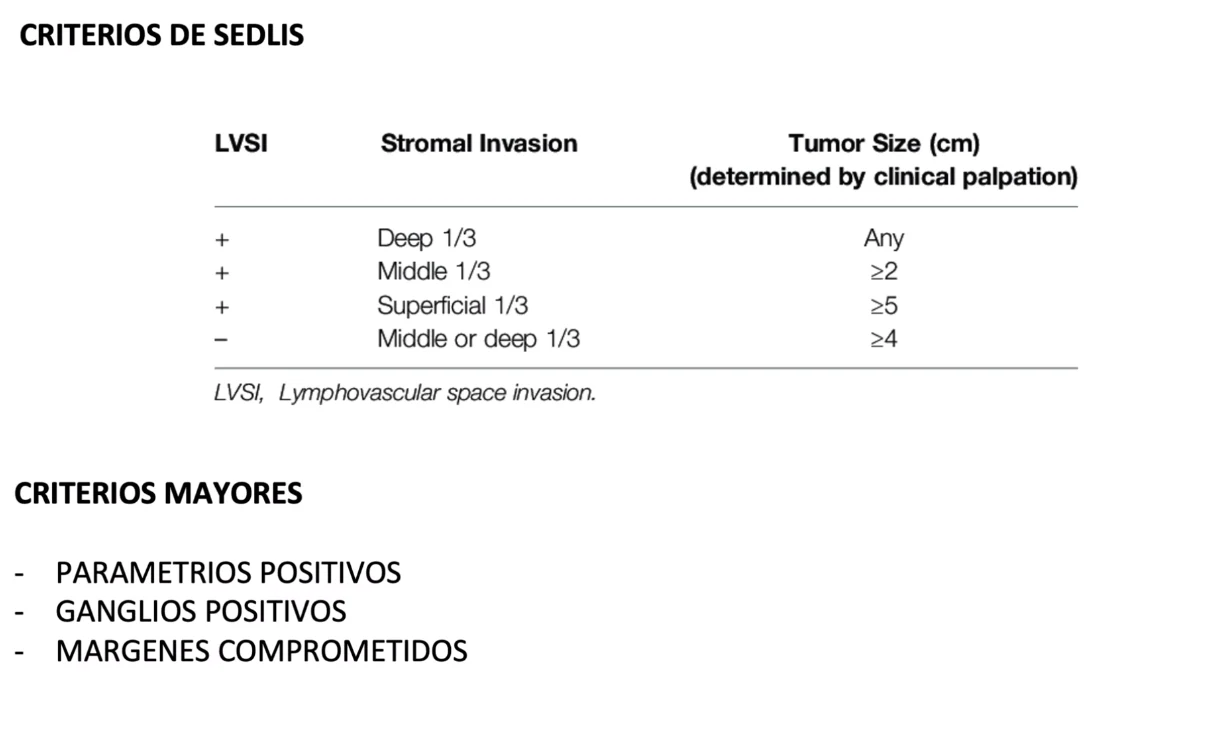 CRITERIOS DE SEDLIS
LVSI Stromal Invasion Tumor Size (cm)
(determined by clinical palpation)
+ Deep 1/3 Any
+ Middle 1/3 ≥2
+ Superficial 1/3 ≥5
– Middle or deep 1/3 ≥4
LVSI, Lymphovascular space invasion.
CRITERIOS MAYORES
- PARAMETRIOS POSITIVOS
- GANGLIOS POSITIVOS
- MARGENES COMPROMETIDOS